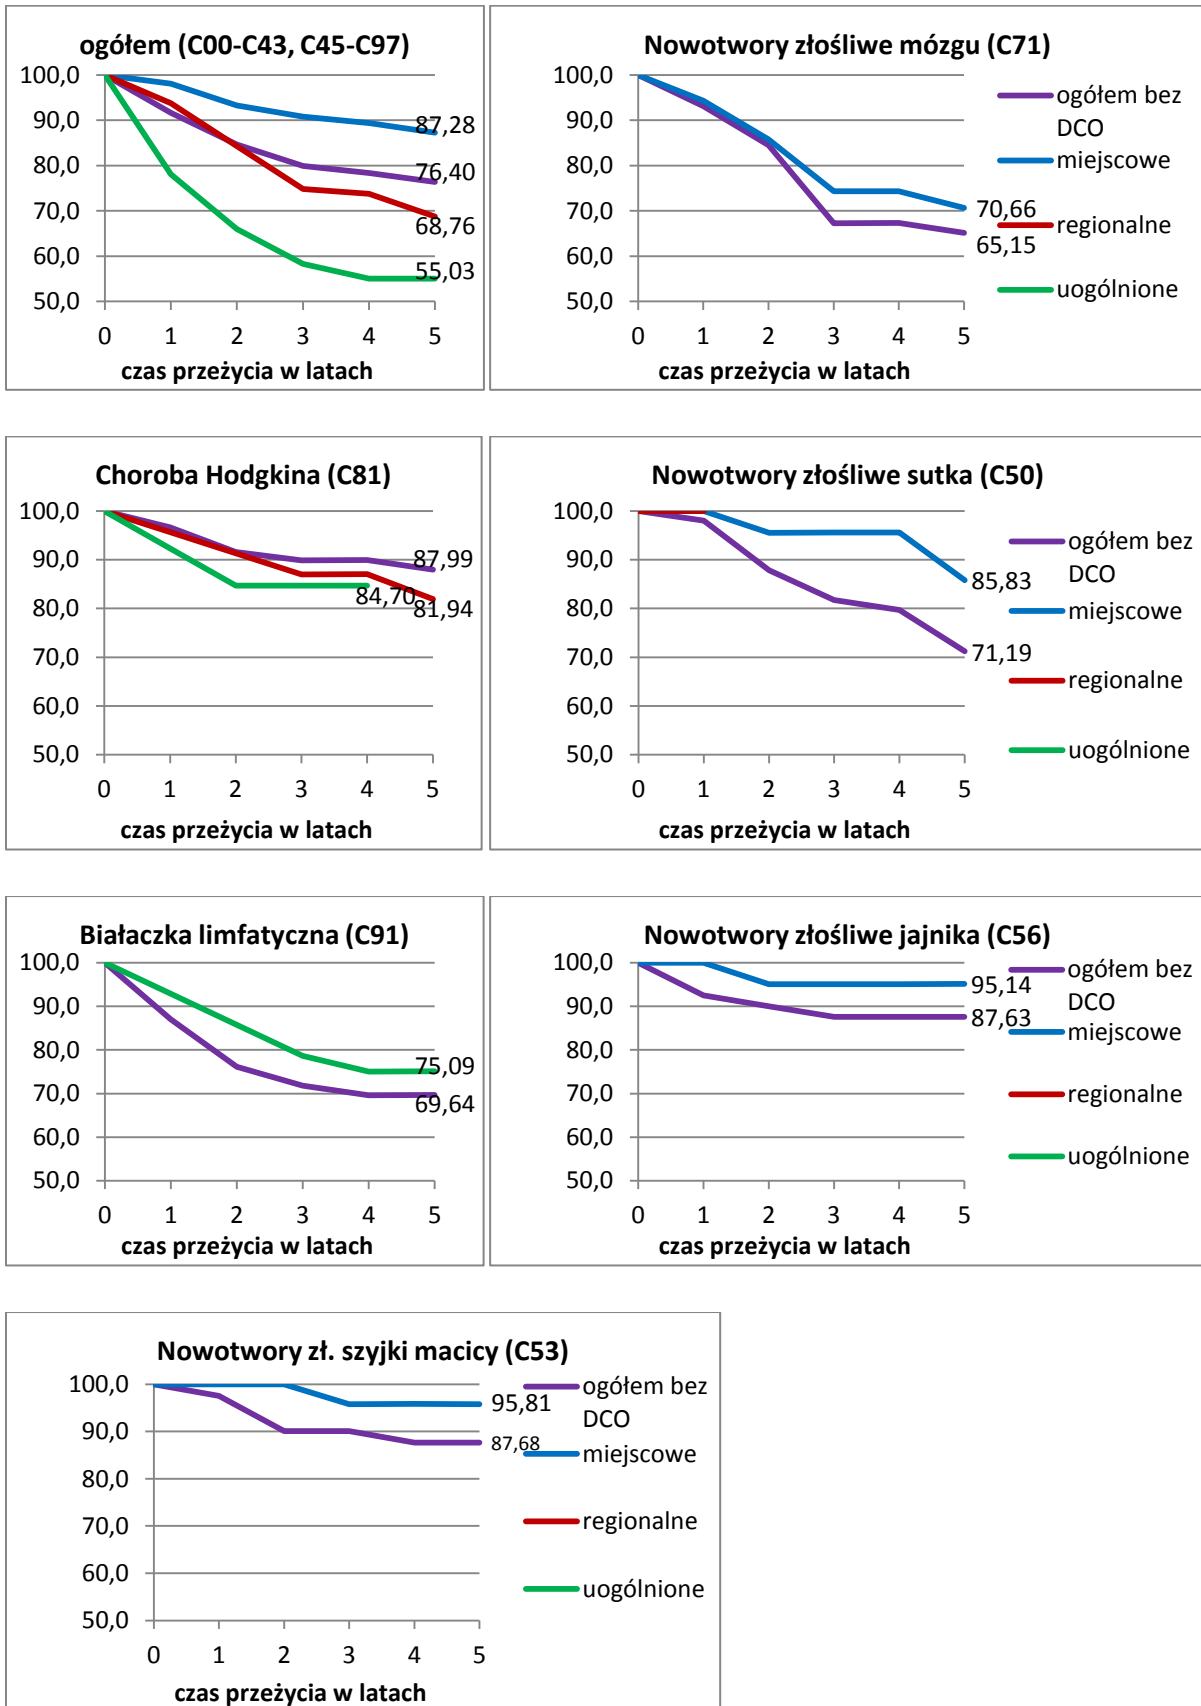 ogółem (C00-C43, C45-C97)
100,0
90,0
80,0
70,0
60,0
50,0
87,28
76,40
68,76
55,03
0 1 2 3 4 5
czas przeżycia w latach
Nowotwory złośliwe mózgu (C71)
100,0
90,0
80,0
70,0
60,0
50,0
70,66
65,15
0 1 2 3 4 5
czas przeżycia w latach
ogółem bez
DCO
miejscowe
regionalne
uogólnione
Choroba Hodgkina (C81)
100,0
90,0
80,0
70,0
60,0
50,0
87,99
84,70
81,94
0 1 2 3 4 5
czas przeżycia w latach
Nowotwory złośliwe sutka (C50)
100,0
90,0
80,0
70,0
60,0
50,0
85,83
71,19
0 1 2 3 4 5
czas przeżycia w latach
ogółem bez
DCO
miejscowe
regionalne
uogólnione
Białaczka limfatyczna (C91)
100,0
90,0
80,0
70,0
60,0
50,0
75,09
69,64
0 1 2 3 4 5
czas przeżycia w latach
Nowotwory złośliwe jajnika (C56)
100,0
90,0
80,0
70,0
60,0
50,0
95,14
87,63
0 1 2 3 4 5
czas przeżycia w latach
ogółem bez
DCO
miejscowe
regionalne
uogólnione
Nowotwory zł. szyjki macicy (C53)
100,0
90,0
80,0
70,0
60,0
50,0
95,81
87,68
0 1 2 3 4 5
czas przeżycia w latach
ogółem bez
DCO
miejscowe
regionalne
uogólnione